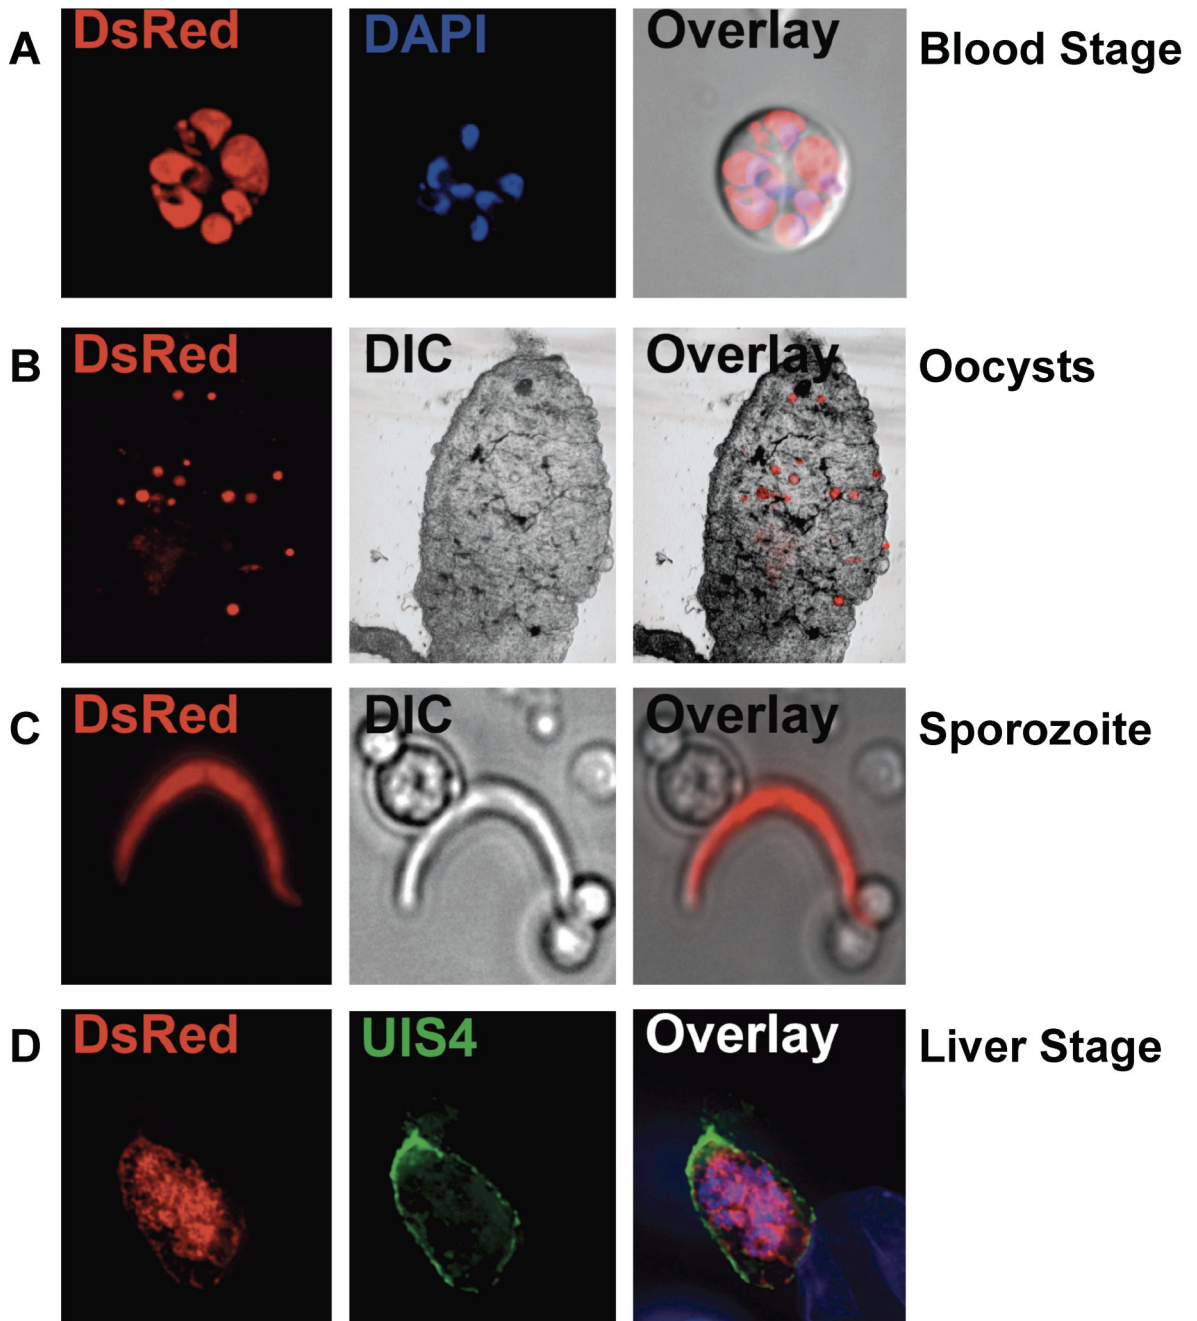 A DsRed DAPI Overlay Blood Stage
B DsRed DIC Overlay Oocysts
C DsRed DIC Overlay Sporozoite
D DsRed UIS4 Overlay Liver Stage